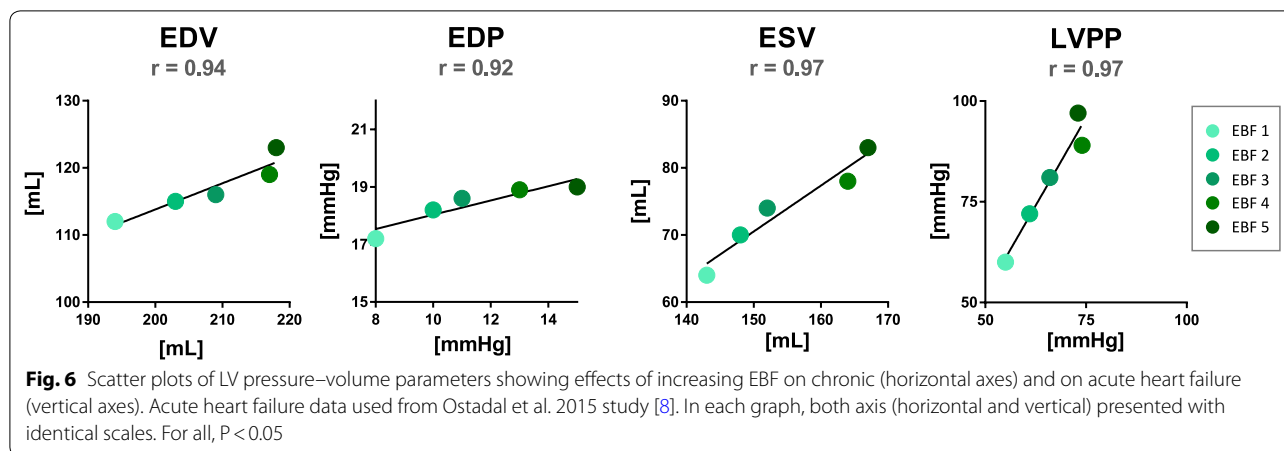 EDV
r = 0.94
EDP
r = 0.92
ESV
r = 0.97
LVPP
r = 0.97
[mL]
130
120
110
100
190
200
210
220
[mL]
[mmHg]
21
19
17
15
8
10
12
14
[mmHg]
[mL]
90
80
70
60
140
150
160
170
[mL]
[mmHg]
100
75
50
50
75
100
[mmHg]
EBF 1
EBF 2
EBF 3
EBF 4
EBF 5
Fig. 6 Scatter plots of LV pressure–volume parameters showing effects of increasing EBF on chronic (horizontal axes) and on acute heart failure
(vertical axes). Acute heart failure data used from Ostadal et al. 2015 study [8]. In each graph, both axis (horizontal and vertical) presented with
identical scales. For all, P < 0.05